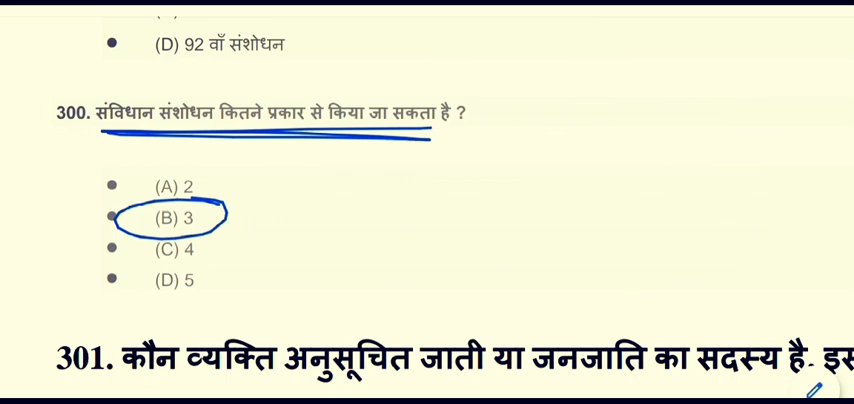 (D) 92 वाँ संशोधन
300. संविधान संशोधन कितने प्रकार से किया जा सकता है ?
(A) 2
(B) 3
(C) 4
(D) 5
301. कौन व्यक्ति अनुसूचित जाती या जनजाति का सदस्य है. इस